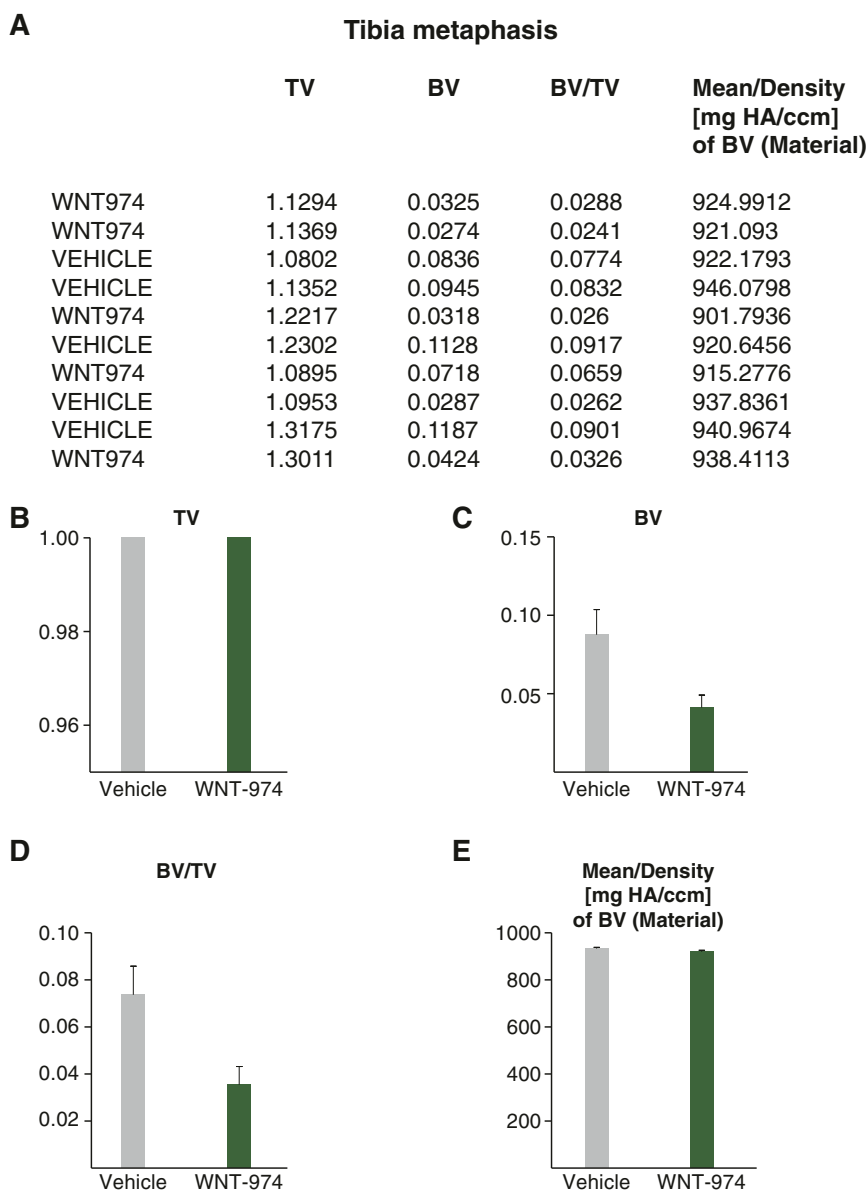 A
Tibia metaphasis
TV BV BV/TV Mean/Density
[mg HA/ccm]
of BV (Material)
WNT974 1.1294 0.0325 0.0288 924.9912
WNT974 1.1369 0.0274 0.0241 921.093
VEHICLE 1.0802 0.0836 0.0774 922.1793
VEHICLE 1.1352 0.0945 0.0832 946.0798
WNT974 1.2217 0.0318 0.026 901.7936
VEHICLE 1.2302 0.1128 0.0917 920.6456
WNT974 1.0895 0.0718 0.0659 915.2776
VEHICLE 1.0953 0.0287 0.0262 937.8361
VEHICLE 1.3175 0.1187 0.0901 940.9674
WNT974 1.3011 0.0424 0.0326 938.4113
B
TV
1.00
0.98
0.96
Vehicle WNT-974
C
BV
0.15
0.10
0.05
Vehicle WNT-974
D
BV/TV
0.10
0.08
0.06
0.04
0.02
Vehicle WNT-974
E
Mean/Density
[mg HA/ccm]
of BV (Material)
1000
800
600
400
200
Vehicle WNT-974